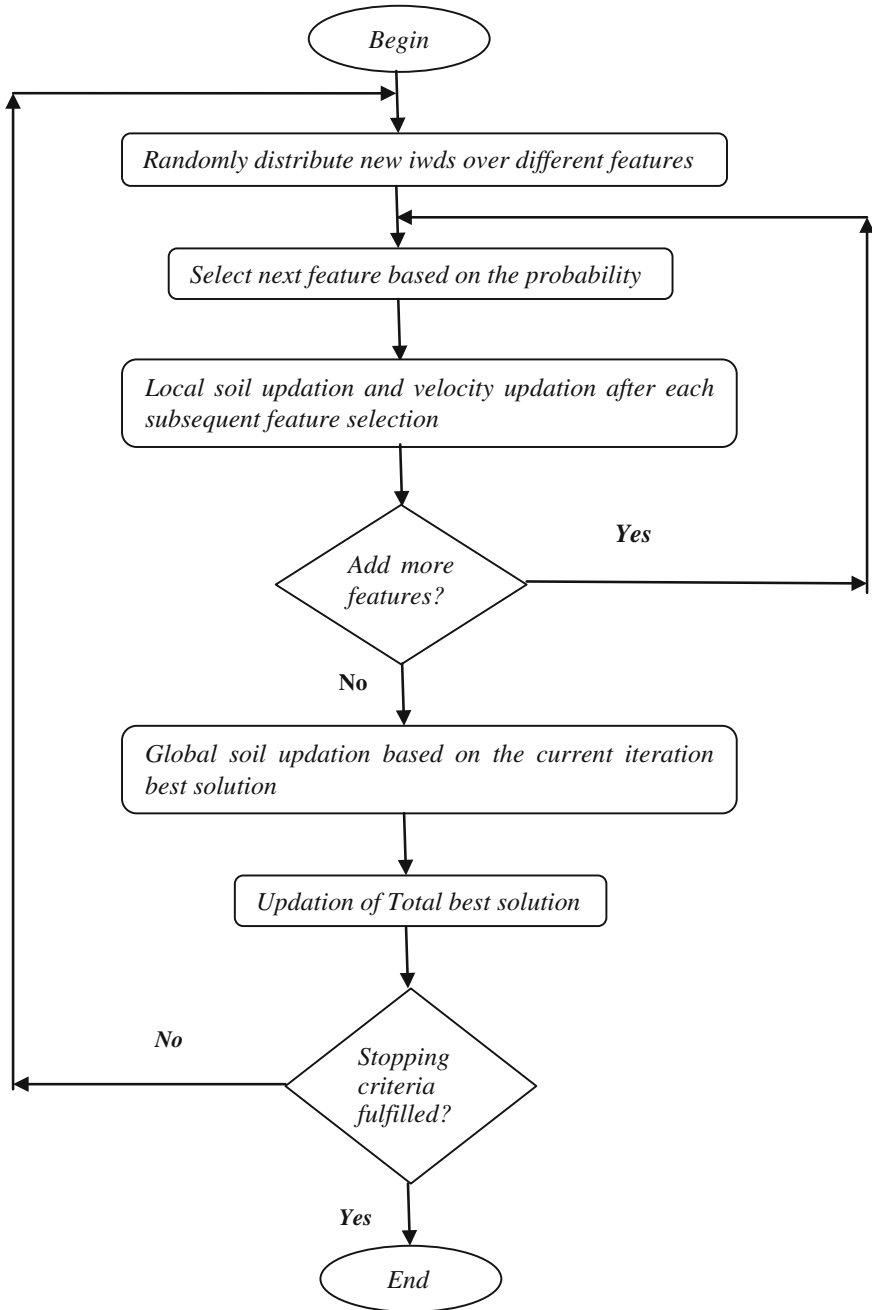 Begin
Randomly distribute new iwds over different features
Select next feature based on the probability
Local soil updation and velocity updation after each
subsequent feature selection
Yes
Add more
features?
No
Global soil updation based on the current iteration
best solution
Updation of Total best solution
No
Stopping
criteria
fulfilled?
Yes
End